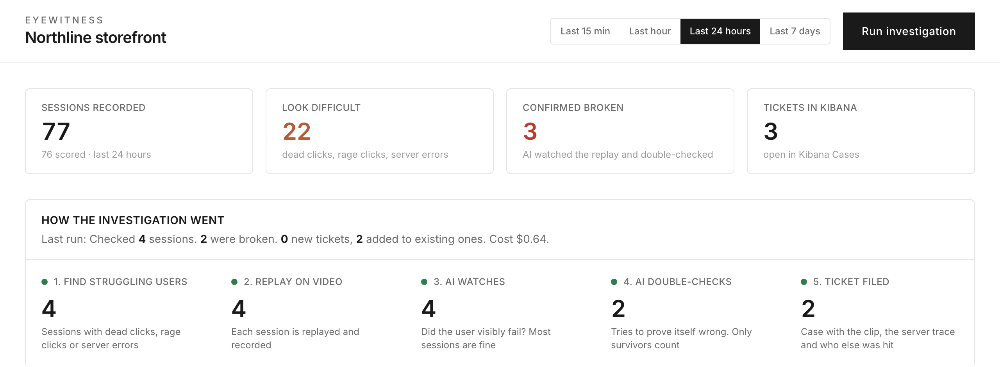 EYEWITNESS
Northline storefront
Last 15 min
Last hour
Last 24 hours
Last 7 days
Run investigation
SESSIONS RECORDED
77
76 scored · last 24 hours
LOOK DIFFICULT
22
dead clicks, rage clicks, server errors
CONFIRMED BROKEN
3
AI watched the replay and double-checked
TICKETS IN KIBANA
3
open in Kibana Cases
HOW THE INVESTIGATION WENT
Last run: Checked 4 sessions. 2 were broken. 0 new tickets, 2 added to existing ones. Cost $0.64.
1. FIND STRUGGLING USERS
4
Sessions with dead clicks, rage
clicks or server errors
2. REPLAY ON VIDEO
4
Each session is replayed and
recorded
3. AI WATCHES
4
Did the user visibly fail? Most
sessions are fine
4. AI DOUBLE-CHECKS
2
Tries to prove itself wrong. Only
survivors count
5. TICKET FILED
2
Case with the clip, the server trace
and who else was hit